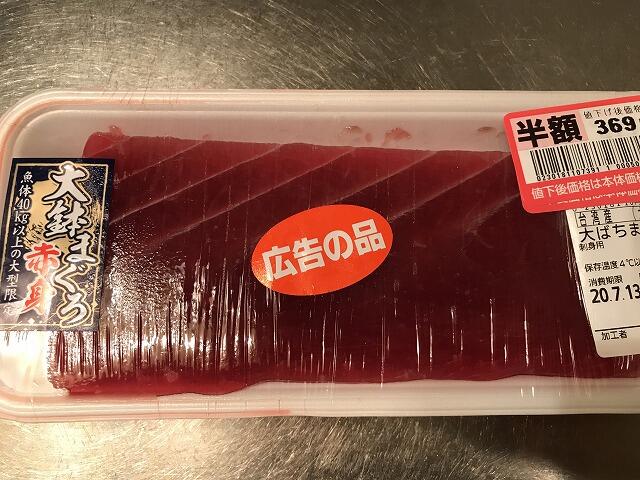 大鉢まぐろ
赤身
魚体40kg以上の大型限定
広告の品
半額
値下げ後価格
369
値下後価格は本体価格
台湾産
大ばちま
刺身用
保存温度4℃以
消費期限
20.7.13
加工者